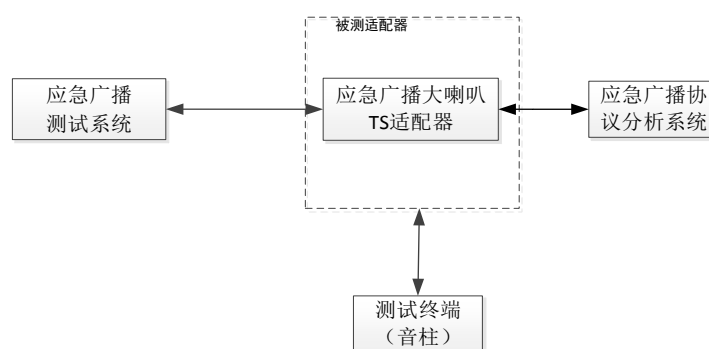 被测适配器
应急广播
测试系统
应急广播大喇叭
TS适配器
应急广播协
议分析系统
测试终端
（音柱）